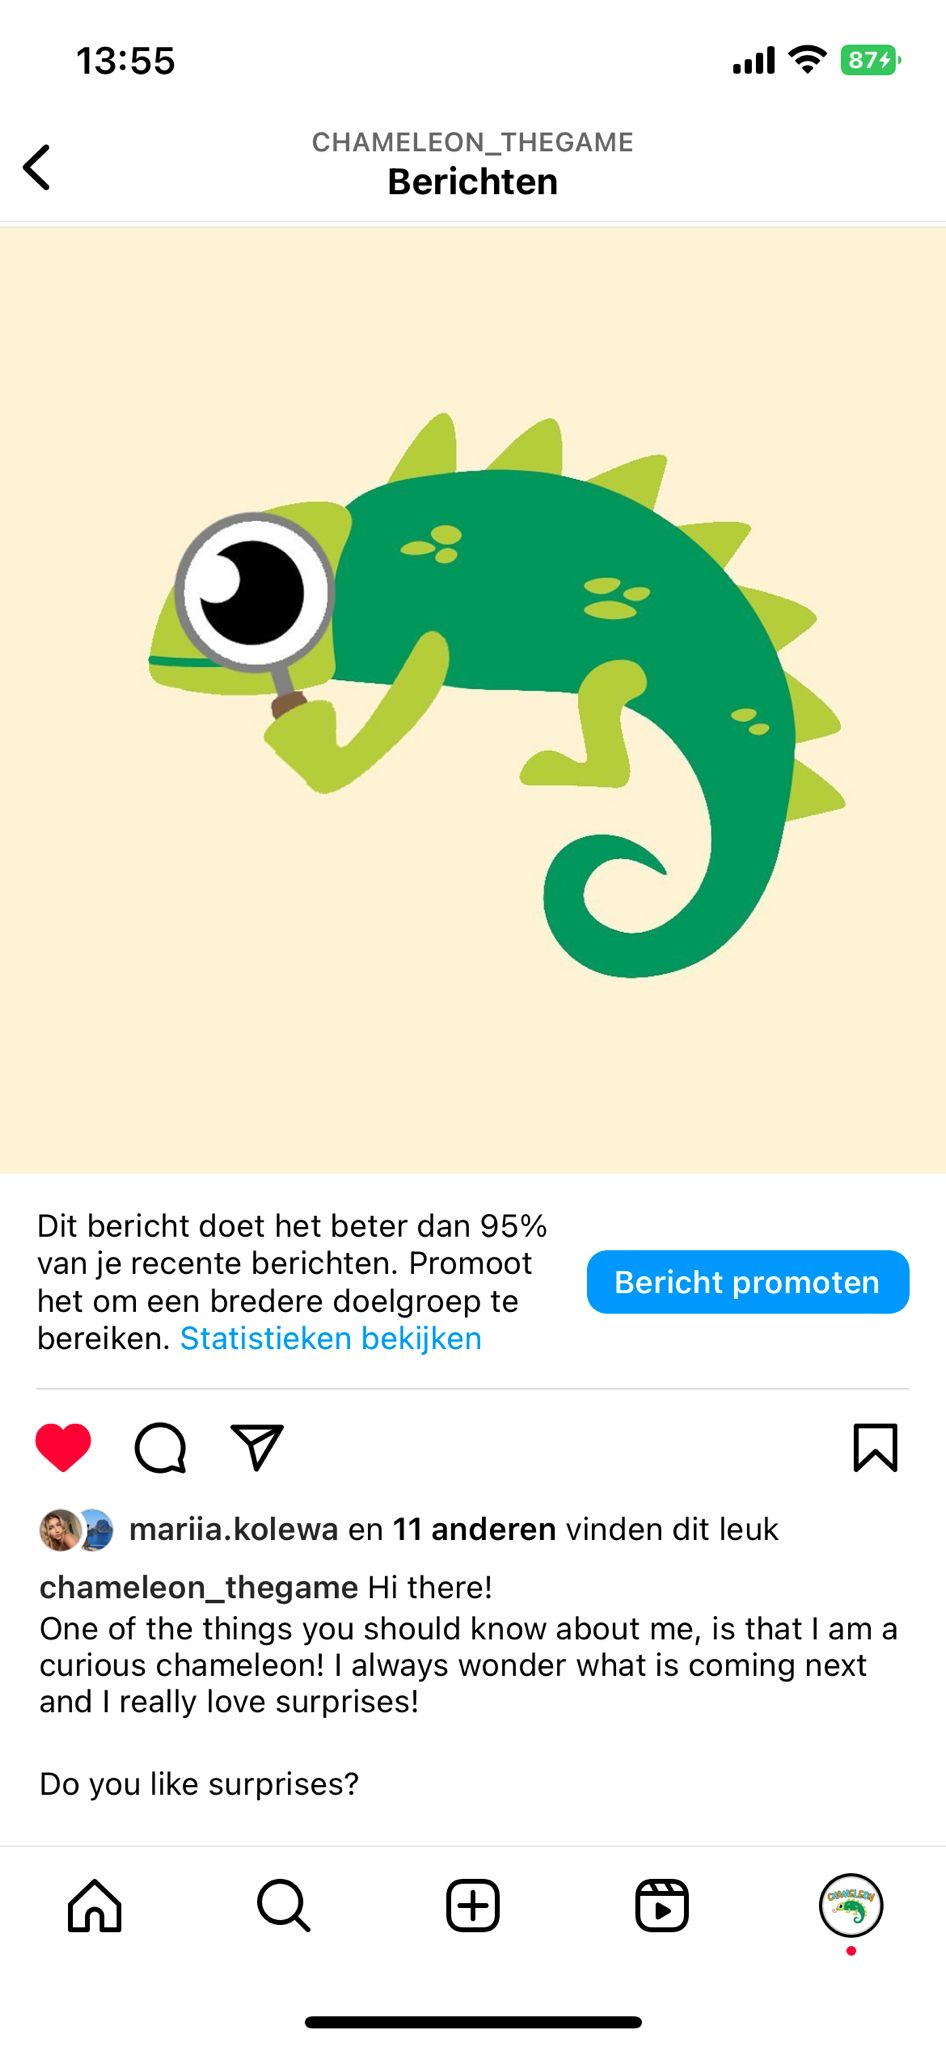 13:55
87
CHAMELEON_THEGAME
Berichten
Dit bericht doet het beter dan 95%
van je recente berichten. Promoot
het om een bredere doelgroep te
bereiken. Statistieken bekijken
Bericht promoten
mariia.kolewa en 11 anderen vinden dit leuk
chameleon_thegame Hi there!
One of the things you should know about me, is that I am a
curious chameleon! I always wonder what is coming next
and I really love surprises!
Do you like surprises?
CHAMELEON